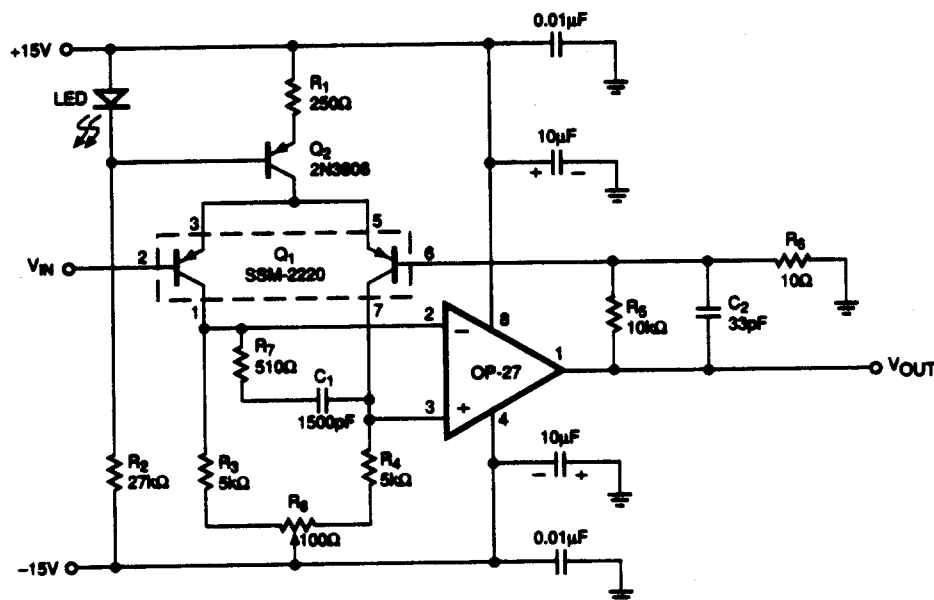 0.01µF
+15V
R1
250Ω
LED
10µF
+ −
Q2
2N3606
3
5
Q1
SSM-2220
VIN
2
6
R6
10Ω
1
7
R5
10kΩ
C2
33pF
2
−
8
R7
510Ω
OP-27
1
VOUT
C1
1500pF
3
+
4
10µF
− +
R2
27kΩ
R3
5kΩ
R4
5kΩ
R8
100Ω
0.01µF
−15V